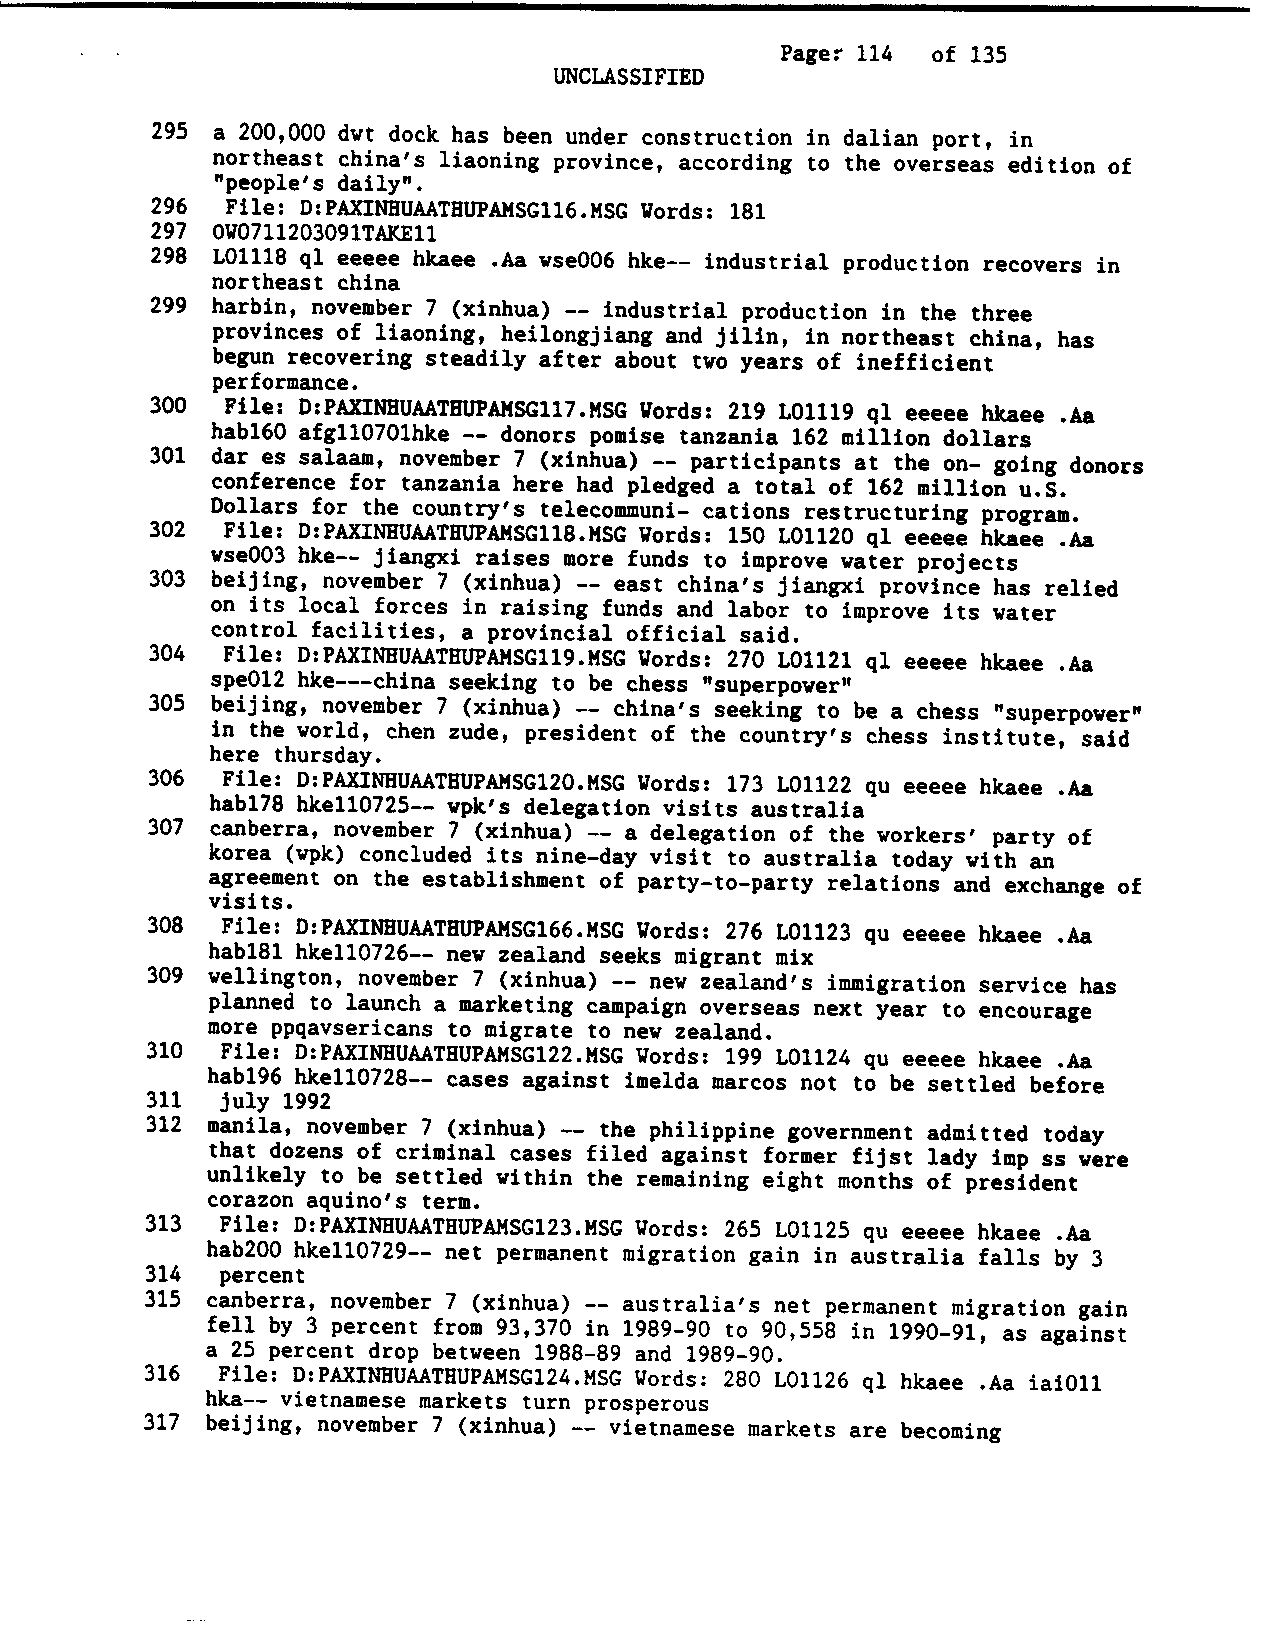 Page: 114 of 135
UNCLASSIFIED
295 a 200,000 dwt dock has been under construction in dalian port, in
northeast china's liaoning province, according to the overseas edition of
"people's daily".
296 File: D:PAXINHUAATHUPAMSG116.MSG Words: 181
297 OW0711203091TAKE11
298 L01118 ql eeeee hkaee .Aa wse006 hke-- industrial production recovers in
northeast china
299 harbin, november 7 (xinhua) -- industrial production in the three
provinces of liaoning, heilongjiang and jilin, in northeast china, has
begun recovering steadily after about two years of inefficient
performance.
300 File: D:PAXINHUAATHUPAMSG117.MSG Words: 219 L01119 ql eeeee hkaee .Aa
hab160 afg110701hke -- donors pomise tanzania 162 million dollars
301 dar es salaam, november 7 (xinhua) -- participants at the on- going donors
conference for tanzania here had pledged a total of 162 million u.S.
Dollars for the country's telecommuni- cations restructuring program.
302 File: D:PAXINHUAATHUPAMSG118.MSG Words: 150 L01120 ql eeeee hkaee .Aa
wse003 hke-- jiangxi raises more funds to improve water projects
303 beijing, november 7 (xinhua) -- east china's jiangxi province has relied
on its local forces in raising funds and labor to improve its water
control facilities, a provincial official said.
304 File: D:PAXINHUAATHUPAMSG119.MSG Words: 270 L01121 ql eeeee hkaee .Aa
spe012 hke---china seeking to be chess "superpower"
305 beijing, november 7 (xinhua) -- china's seeking to be a chess "superpower"
in the world, chen zude, president of the country's chess institute, said
here thursday.
306 File: D:PAXINHUAATHUPAMSG120.MSG Words: 173 L01122 qu eeeee hkaee .Aa
hab178 hke110725-- wpk's delegation visits australia
307 canberra, november 7 (xinhua) -- a delegation of the workers' party of
korea (wpk) concluded its nine-day visit to australia today with an
agreement on the establishment of party-to-party relations and exchange of
visits.
308 File: D:PAXINHUAATHUPAMSG166.MSG Words: 276 L01123 qu eeeee hkaee .Aa
hab181 hke110726-- new zealand seeks migrant mix
309 wellington, november 7 (xinhua) -- new zealand's immigration service has
planned to launch a marketing campaign overseas next year to encourage
more ppqavsericans to migrate to new zealand.
310 File: D:PAXINHUAATHUPAMSG122.MSG Words: 199 L01124 qu eeeee hkaee .Aa
hab196 hke110728-- cases against imelda marcos not to be settled before
311 july 1992
312 manila, november 7 (xinhua) -- the philippine government admitted today
that dozens of criminal cases filed against former fijst lady imp ss were
unlikely to be settled within the remaining eight months of president
corazon aquino's term.
313 File: D:PAXINHUAATHUPAMSG123.MSG Words: 265 L01125 qu eeeee hkaee .Aa
hab200 hke110729-- net permanent migration gain in australia falls by 3
314 percent
315 canberra, november 7 (xinhua) -- australia's net permanent migration gain
fell by 3 percent from 93,370 in 1989-90 to 90,558 in 1990-91, as against
a 25 percent drop between 1988-89 and 1989-90.
316 File: D:PAXINHUAATHUPAMSG124.MSG Words: 280 L01126 ql hkaee .Aa iai011
hka-- vietnamese markets turn prosperous
317 beijing, november 7 (xinhua) -- vietnamese markets are becoming